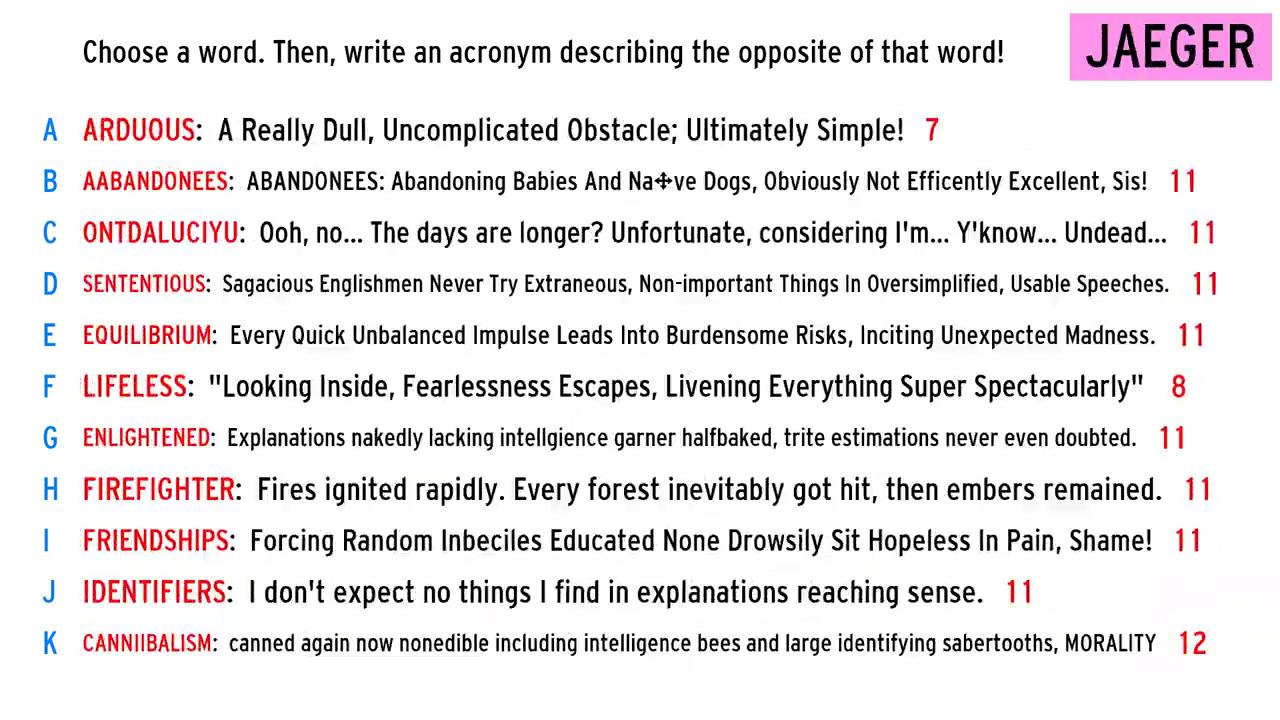 Choose a word. Then, write an acronym describing the opposite of that word!
JAEGER
A ARDUOUS: A Really Dull, Uncomplicated Obstacle; Ultimately Simple! 7
B AABANDONEES: ABANDONEES: Abandoning Babies And Na✢ve Dogs, Obviously Not Efficently Excellent, Sis! 11
C ONTDALUCIYU: Ooh, no... The days are longer? Unfortunate, considering I'm... Y'know... Undead... 11
D SENTENTIOUS: Sagacious Englishmen Never Try Extraneous, Non-important Things In Oversimplified, Usable Speeches. 11
E EQUILIBRIUM: Every Quick Unbalanced Impulse Leads Into Burdensome Risks, Inciting Unexpected Madness. 11
F LIFELESS: "Looking Inside, Fearlessness Escapes, Livening Everything Super Spectacularly" 8
G ENLIGHTENED: Explanations nakedly lacking intellgience garner halfbaked, trite estimations never even doubted. 11
H FIREFIGHTER: Fires ignited rapidly. Every forest inevitably got hit, then embers remained. 11
I FRIENDSHIPS: Forcing Random Inbeciles Educated None Drowsily Sit Hopeless In Pain, Shame! 11
J IDENTIFIERS: I don't expect no things I find in explanations reaching sense. 11
K CANNIIBALISM: canned again now nonedible including intelligence bees and large identifying sabertooths, MORALITY 12